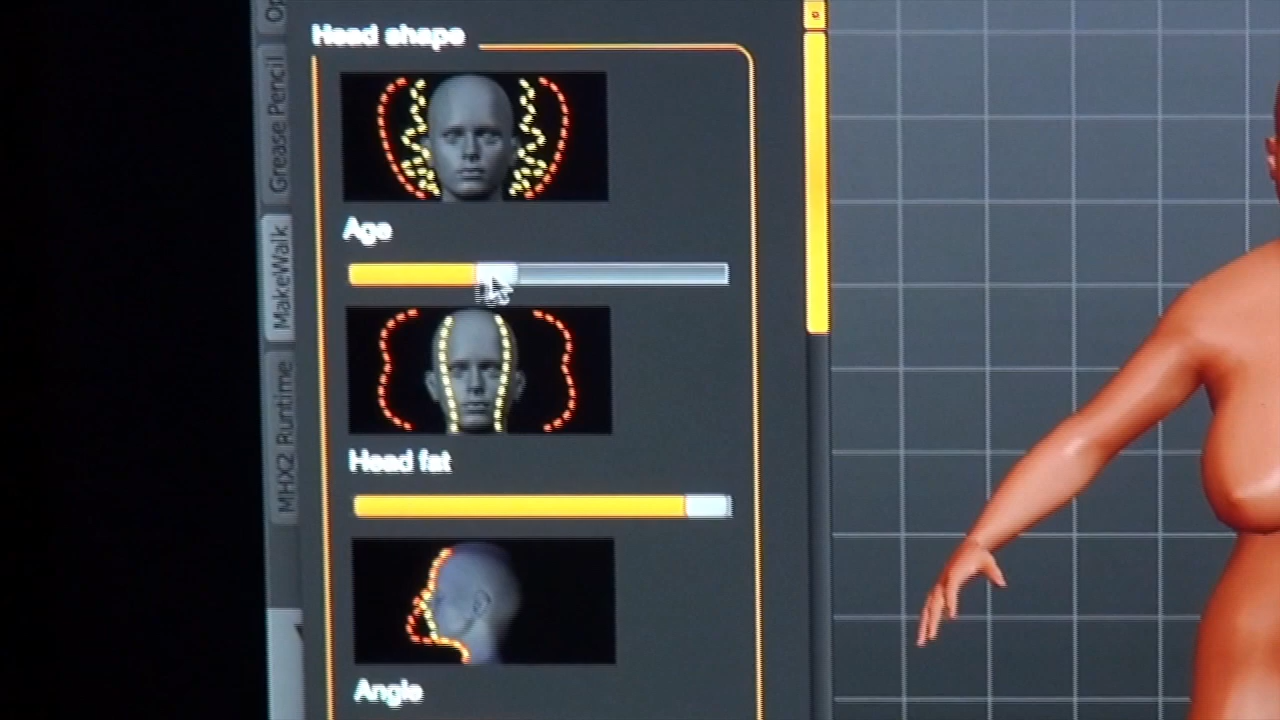 Head shape
Age
Head fat
Angle
Grease Pencil
MakeWalk
MHX2 Runtime